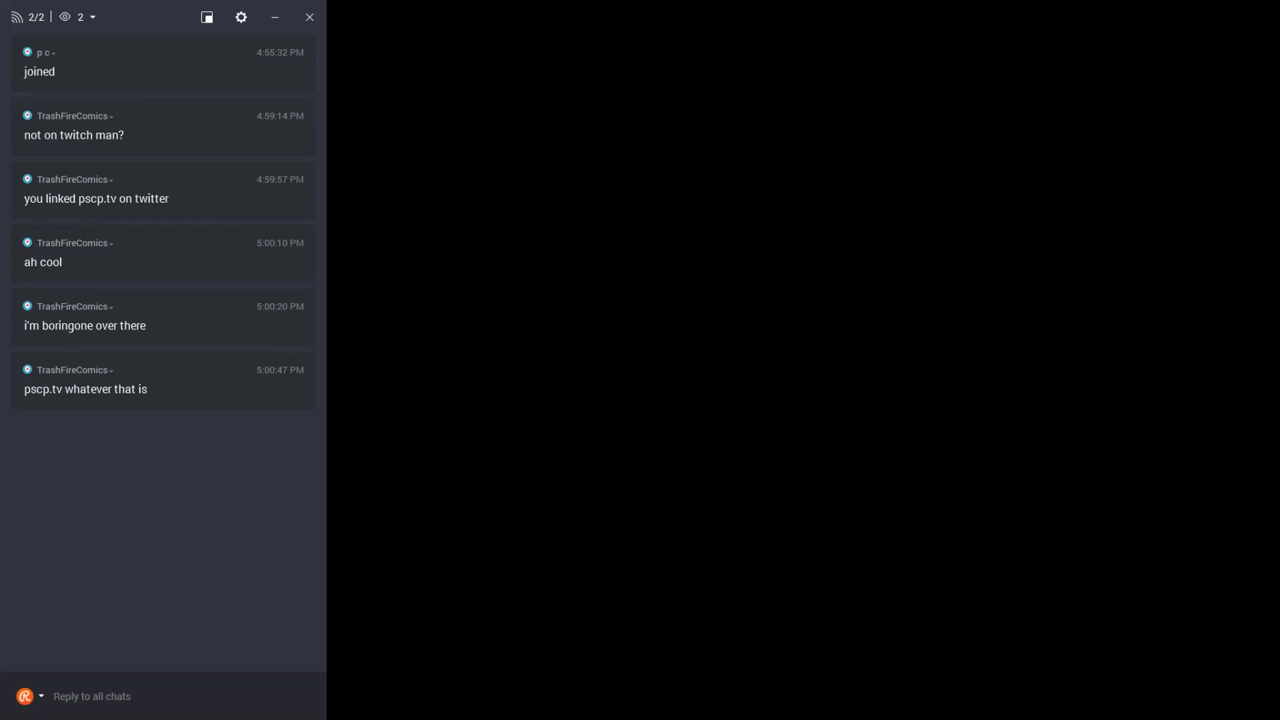 2/2 2
p c 4:55:32 PM
joined
TrashFireComics 4:59:14 PM
not on twitch man?
TrashFireComics 4:59:57 PM
you linked pscp.tv on twitter
TrashFireComics 5:00:10 PM
ah cool
TrashFireComics 5:00:20 PM
i'm boringone over there
TrashFireComics 5:00:47 PM
pscp.tv whatever that is
Reply to all chats